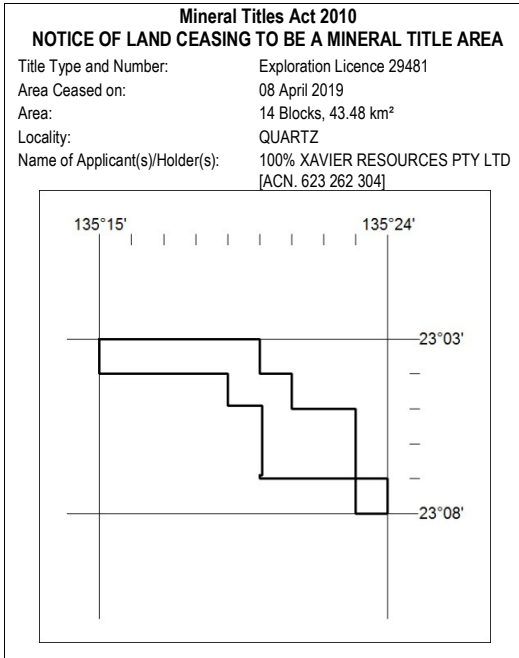 Mineral Titles Act 2010
NOTICE OF LAND CEASING TO BE A MINERAL TITLE AREA
Title Type and Number: Exploration Licence 29481
Area Ceased on: 08 April 2019
Area: 14 Blocks, 43.48 km²
Locality: QUARTZ
Name of Applicant(s)/Holder(s): 100% XAVIER RESOURCES PTY LTD
[ACN. 623 262 304]
135°15' 135°24'
23°03'
23°08'